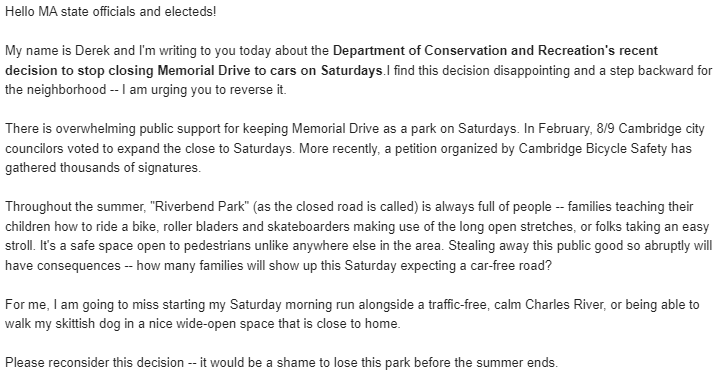 Hello MA state officials and electeds!
My name is Derek and I'm writing to you today about the Department of Conservation and Recreation's recent
decision to stop closing Memorial Drive to cars on Saturdays.I find this decision disappointing and a step backward for
the neighborhood -- I am urging you to reverse it.
There is overwhelming public support for keeping Memorial Drive as a park on Saturdays. In February, 8/9 Cambridge city
councilors voted to expand the close to Saturdays. More recently, a petition organized by Cambridge Bicycle Safety has
gathered thousands of signatures.
Throughout the summer, "Riverbend Park" (as the closed road is called) is always full of people -- families teaching their
children how to ride a bike, roller bladers and skateboarders making use of the long open stretches, or folks taking an easy
stroll. It's a safe space open to pedestrians unlike anywhere else in the area. Stealing away this public good so abruptly will
have consequences -- how many families will show up this Saturday expecting a car-free road?
For me, I am going to miss starting my Saturday morning run alongside a traffic-free, calm Charles River, or being able to
walk my skittish dog in a nice wide-open space that is close to home.
Please reconsider this decision -- it would be a shame to lose this park before the summer ends.